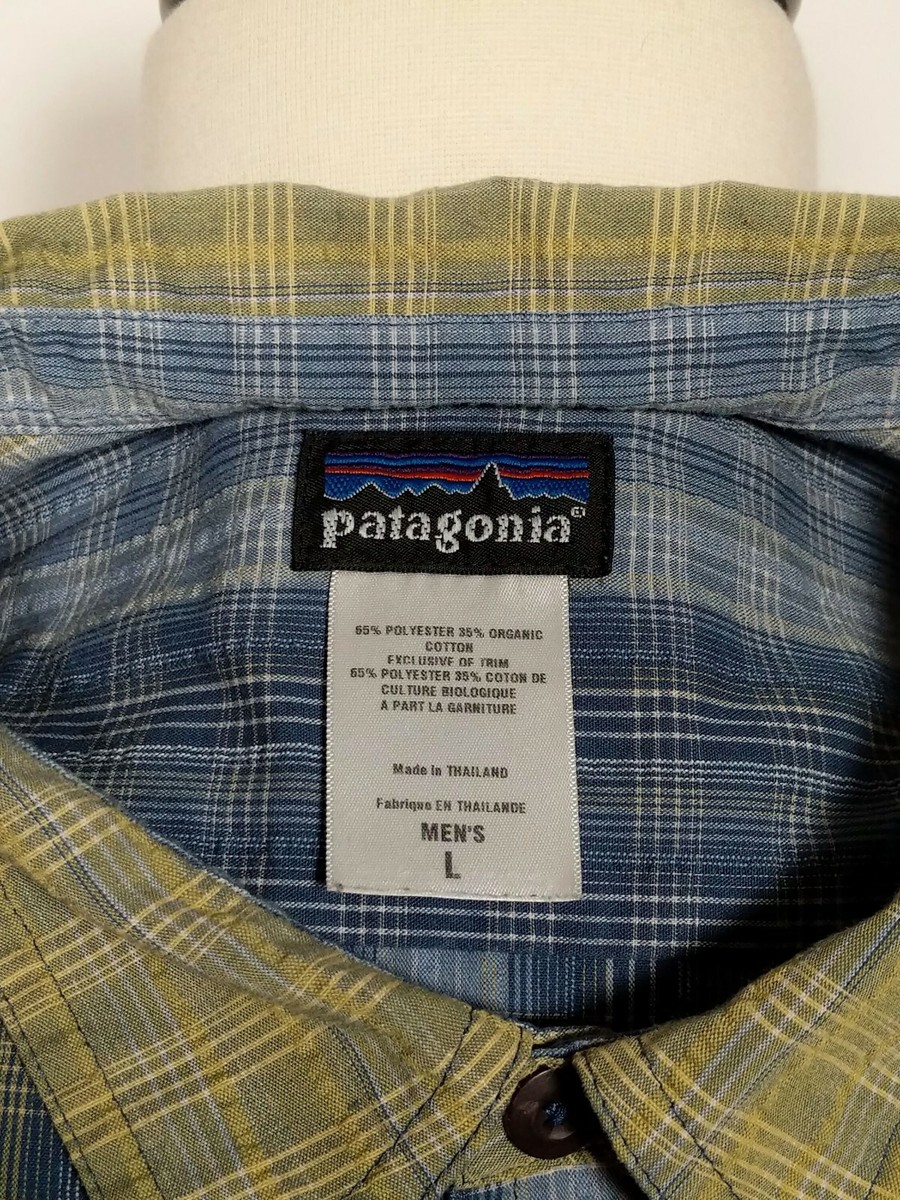 patagonia®
65% POLYESTER 35% ORGANIC
COTTON
EXCLUSIVE OF TRIM
65% POLYESTER 35% COTON DE
CULTURE BIOLOGIQUE
A PART LA GARNITURE
Made in THAILAND
Fabrique EN THAILANDE
MEN'S
L